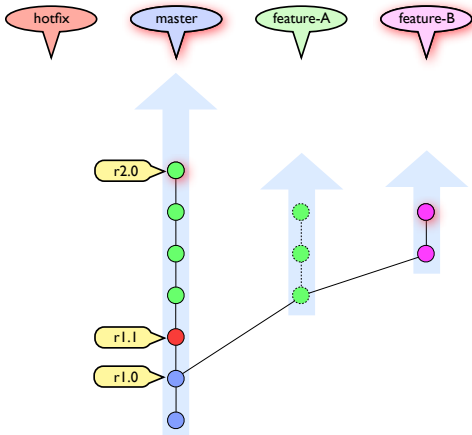 hotfix
master
feature-A
feature-B
r2.0
r1.1
r1.0